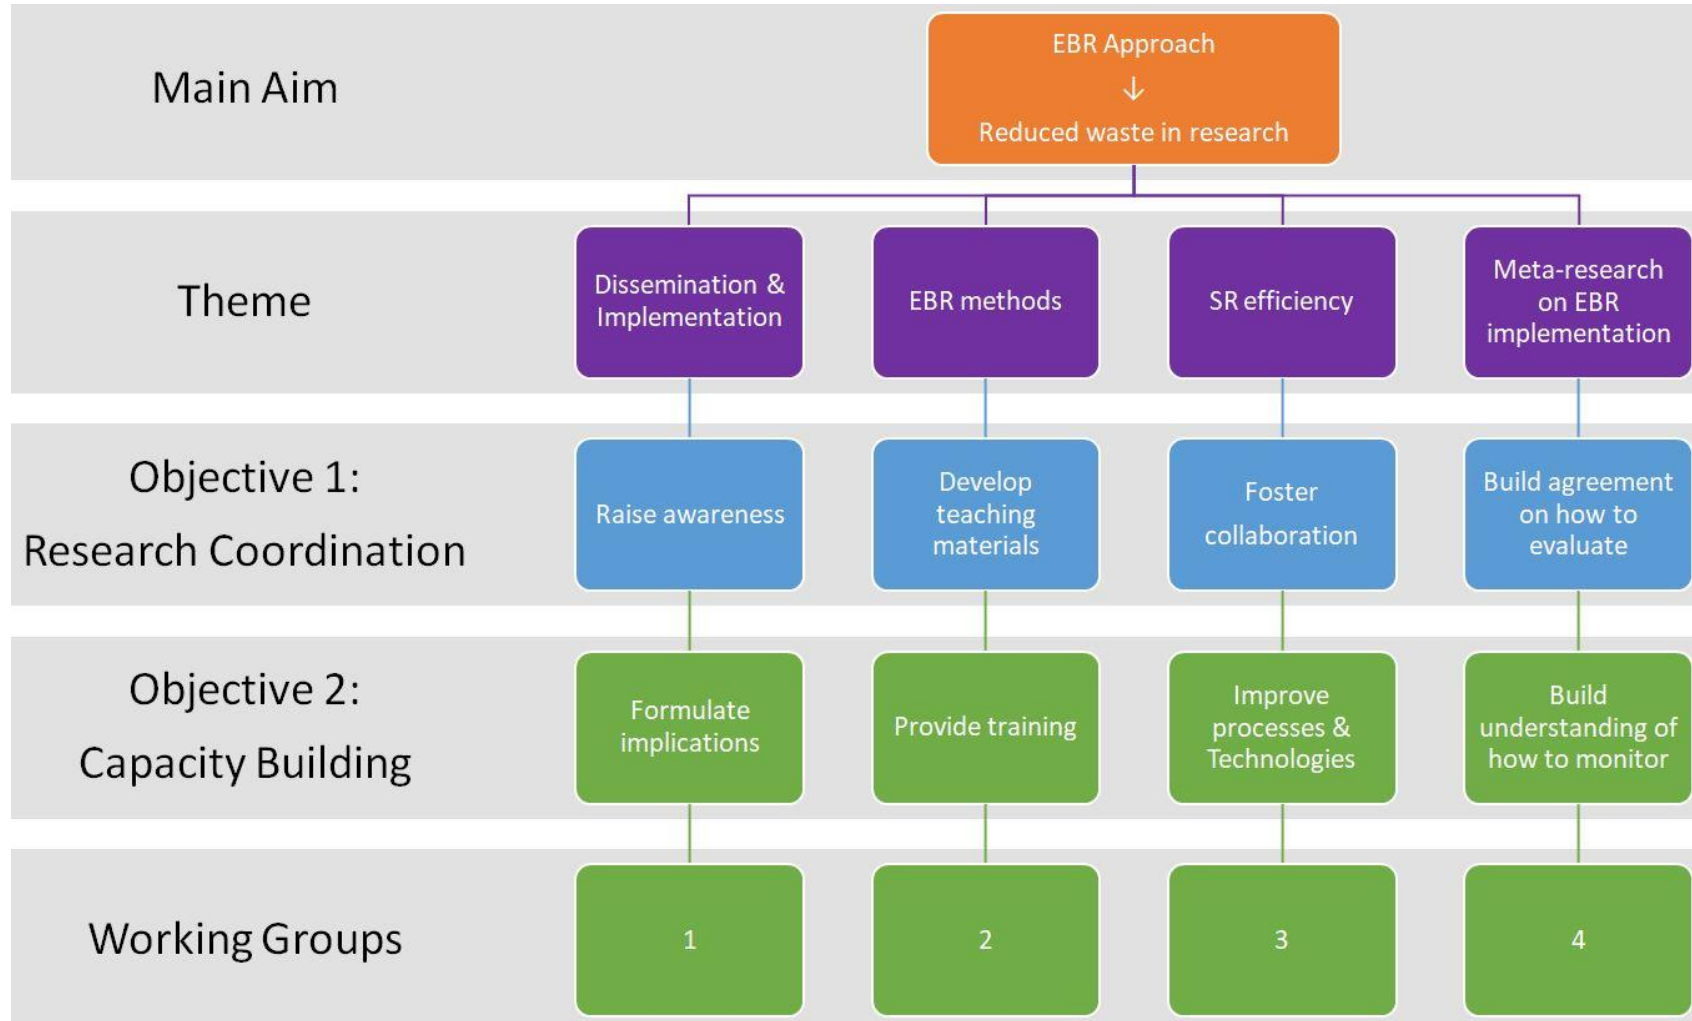 Main Aim
EBR Approach
↓
Reduced waste in research
Theme
Dissemination &
Implementation
EBR methods
SR efficiency
Meta-research
on EBR
implementation
Objective 1:
Research Coordination
Raise awareness
Develop
teaching
materials
Foster
collaboration
Build agreement
on how to
evaluate
Objective 2:
Capacity Building
Formulate
implications
Provide training
Improve
processes &
Technologies
Build
understanding of
how to monitor
Working Groups
1
2
3
4